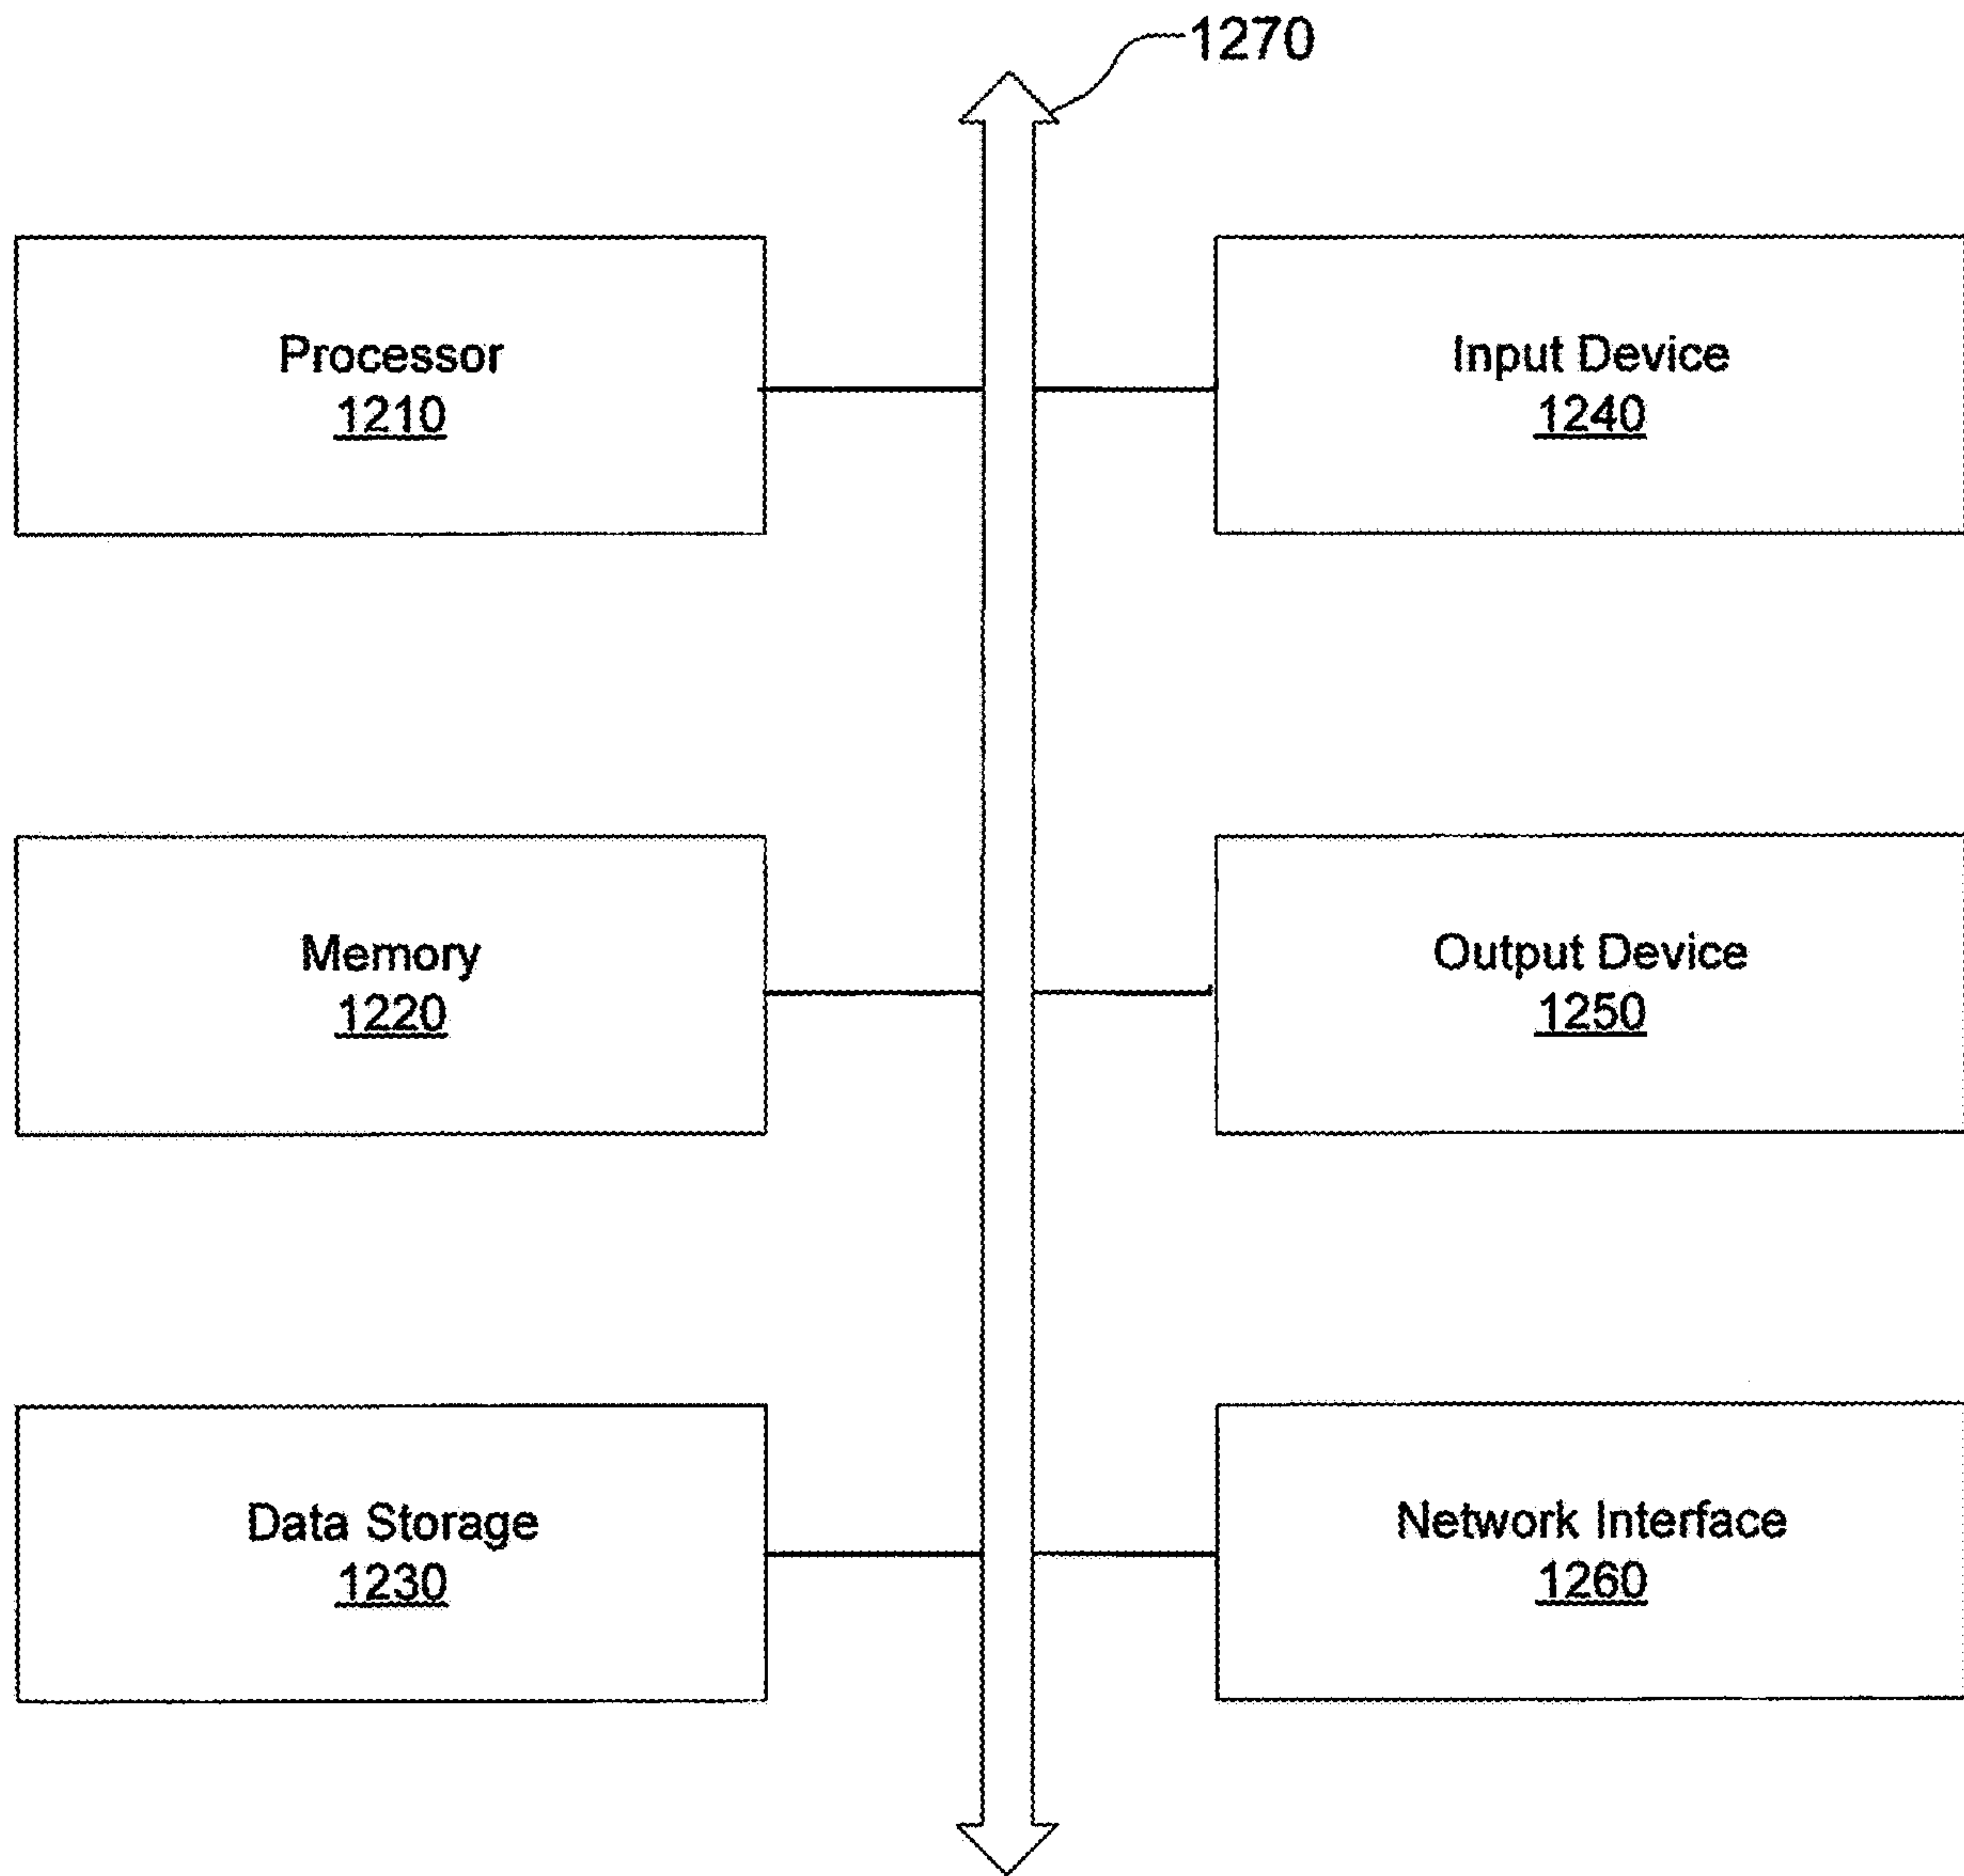 1270
Processor
1210
Input Device
1240
Memory
1220
Output Device
1250
Data Storage
1230
Network Interface
1260